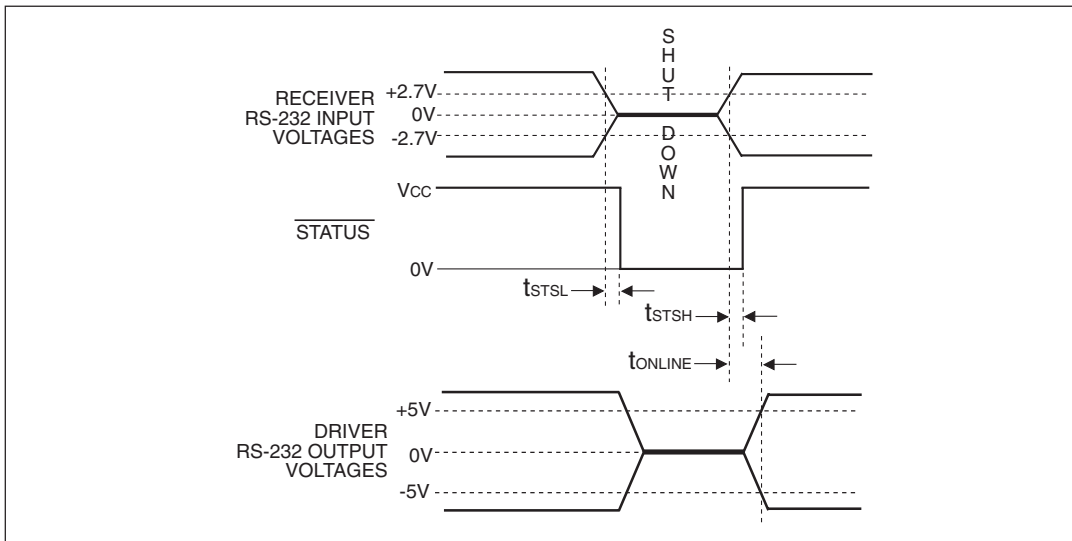 S
H
U
T
D
O
W
N
RECEIVER
RS-232 INPUT
VOLTAGES
+2.7V
0V
-2.7V
VCC
STATUS
0V
tSTSL
tSTSH
tONLINE
DRIVER
RS-232 OUTPUT
VOLTAGES
+5V
0V
-5V